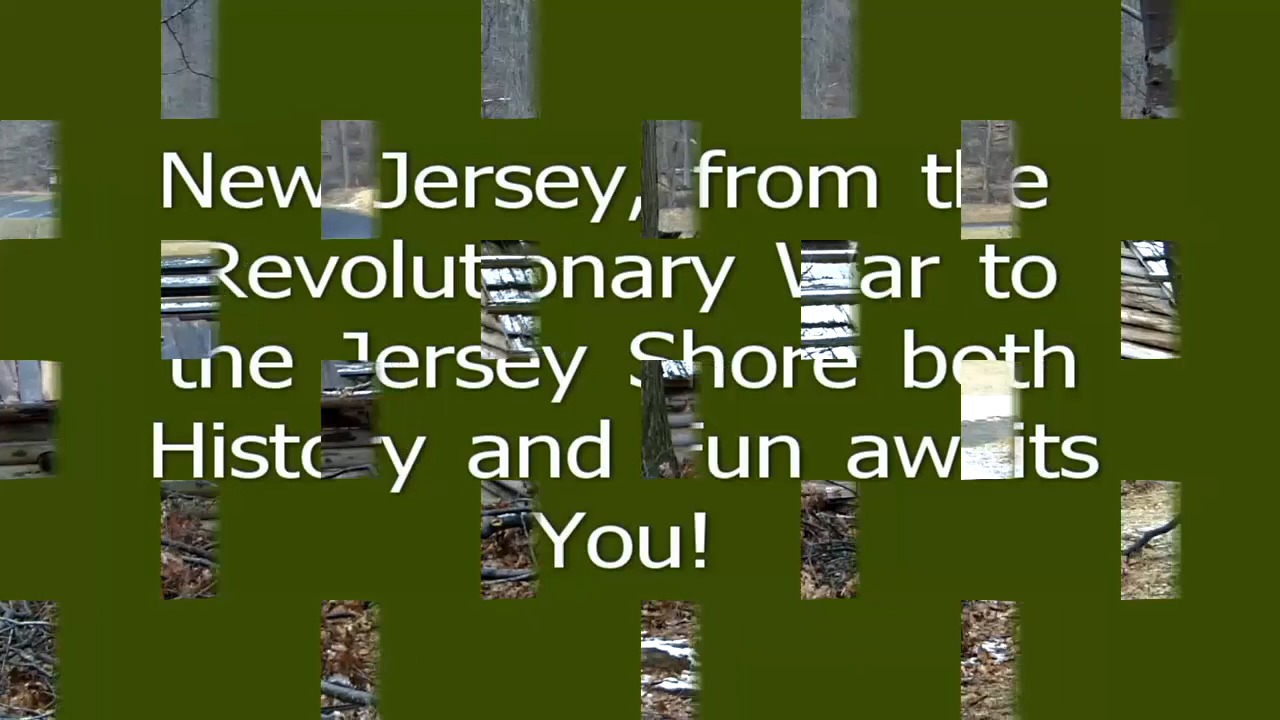 New Jersey, from the
Revolutionary War to
the Jersey Shore both
History and Fun awaits
You!